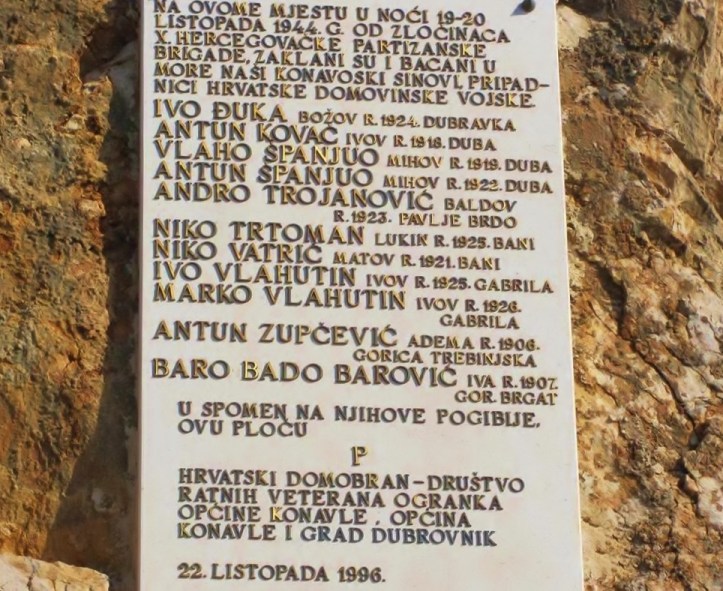 NA OVOME MJESTU U NOĆI 19-20
LISTOPADA 1944. G. OD ZLOČINACA
X. HERCEGOVAČKE PARTIZANSKE
BRIGADE, ZAKLANI SU I BACANI U
MORE NAŠI KONAVOSKI SINOVI, PRIPAD-
NICI HRVATSKE DOMOVINSKE VOJSKE.
IVO ĐUKA BOŽOV R.1924. DUBRAVKA
ANTUN KOVAČ IVOV R.1918. DUBA
VLAHO ŠPANJUO MIHOV R.1919. DUBA
ANTUN ŠPANJUO MIHOV R.1922. DUBA
ANDRO TROJANOVIĆ BALDOV
R.1923. PAVLJE BRDO
NIKO TRTOMAN LUKIN R.1925. BANI
NIKO VATRIĆ MATOV R.1921. BANI
IVO VLAHUTIN IVOV R.1925. GABRILA
MARKO VLAHUTIN IVOV R.1926.
GABRILA
ANTUN ZUPČEVIĆ ADEMA R.1906.
GORICA TREBINJSKA
BARO BADO BAROVIĆ IVA R.1907.
GOR. BRGAT
U SPOMEN NA NJIHOVE POGIBIJE,
OVU PLOČU
P
HRVATSKI DOMOBRAN-DRUŠTVO
RATNIH VETERANA OGRANKA
OPĆINE KONAVLE, OPĆINA
KONAVLE I GRAD DUBROVNIK
22. LISTOPADA 1996.